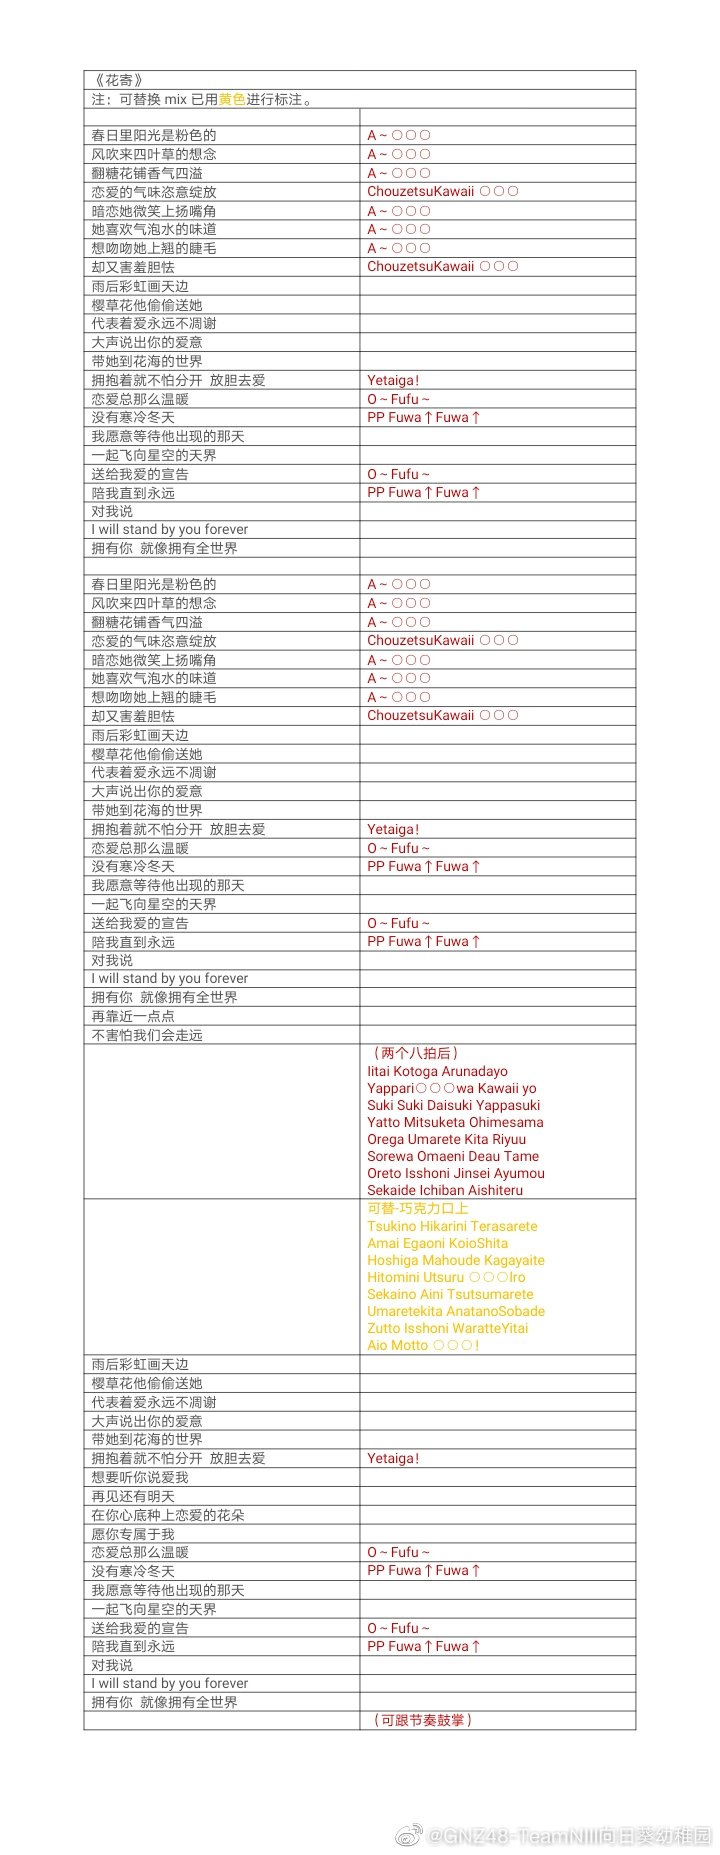 《花寄》
注：可替换 mix 已用黄色进行标注。
春日里阳光是粉色的 A～〇〇〇
风吹来四叶草的想念 A～〇〇〇
翻糖花铺香气四溢 A～〇〇〇
恋爱的气味恣意绽放 ChouzetsuKawaii 〇〇〇
暗恋她微笑上扬嘴角 A～〇〇〇
她喜欢气泡水的味道 A～〇〇〇
想吻吻她上翘的睫毛 A～〇〇〇
却又害羞胆怯 ChouzetsuKawaii 〇〇〇
雨后彩虹画天边
樱草花他偷偷送她
代表着爱永远不凋谢
大声说出你的爱意
带她到花海的世界
拥抱着就不怕分开 放胆去爱 Yetaiga！
恋爱总那么温暖 O～Fufu～
没有寒冷冬天 PP Fuwa↑Fuwa↑
我愿意等待他出现的那天
一起飞向星空的天界
送给我爱的宣告 O～Fufu～
陪我直到永远 PP Fuwa↑Fuwa↑
对我说
I will stand by you forever
拥有你 就像拥有全世界
春日里阳光是粉色的 A～〇〇〇
风吹来四叶草的想念 A～〇〇〇
翻糖花铺香气四溢 A～〇〇〇
恋爱的气味恣意绽放 ChouzetsuKawaii 〇〇〇
暗恋她微笑上扬嘴角 A～〇〇〇
她喜欢气泡水的味道 A～〇〇〇
想吻吻她上翘的睫毛 A～〇〇〇
却又害羞胆怯 ChouzetsuKawaii 〇〇〇
雨后彩虹画天边
樱草花他偷偷送她
代表着爱永远不凋谢
大声说出你的爱意
带她到花海的世界
拥抱着就不怕分开 放胆去爱 Yetaiga！
恋爱总那么温暖 O～Fufu～
没有寒冷冬天 PP Fuwa↑Fuwa↑
我愿意等待他出现的那天
一起飞向星空的天界
送给我爱的宣告 O～Fufu～
陪我直到永远 PP Fuwa↑Fuwa↑
对我说
I will stand by you forever
拥有你 就像拥有全世界
再靠近一点点
不害怕我们会走远
（两个八拍后）
Iitai Kotoga Arunadayo
Yappari〇〇〇wa Kawaii yo
Suki Suki Daisuki Yappasuki
Yatto Mitsuketa Ohimesama
Orega Umarete Kita Riyuu
Sorewa Omaeni Deau Tame
Oreto Isshoni Jinsei Ayumou
Sekaide Ichiban Aishiteru
可替-巧克力口上
Tsukino Hikarini Terasarete
Amai Egaoni KoioShita
Hoshiga Mahoude Kagayaite
Hitomini Utsuru 〇〇〇Iro
Sekaino Aini Tsutsumarete
Umaretekita AnatanoSobade
Zutto Isshoni WaratteYitai
Aio Motto 〇〇〇！
雨后彩虹画天边
樱草花他偷偷送她
代表着爱永远不凋谢
大声说出你的爱意
带她到花海的世界
拥抱着就不怕分开 放胆去爱 Yetaiga！
想要听你说爱我
再见还有明天
在你心底种上恋爱的花朵
愿你专属于我
恋爱总那么温暖 O～Fufu～
没有寒冷冬天 PP Fuwa↑Fuwa↑
我愿意等待他出现的那天
一起飞向星空的天界
送给我爱的宣告 O～Fufu～
陪我直到永远 PP Fuwa↑Fuwa↑
对我说
I will stand by you forever
拥有你 就像拥有全世界
（可跟节奏鼓掌）
@GNZ48-TeamNIII向日葵幼稚园